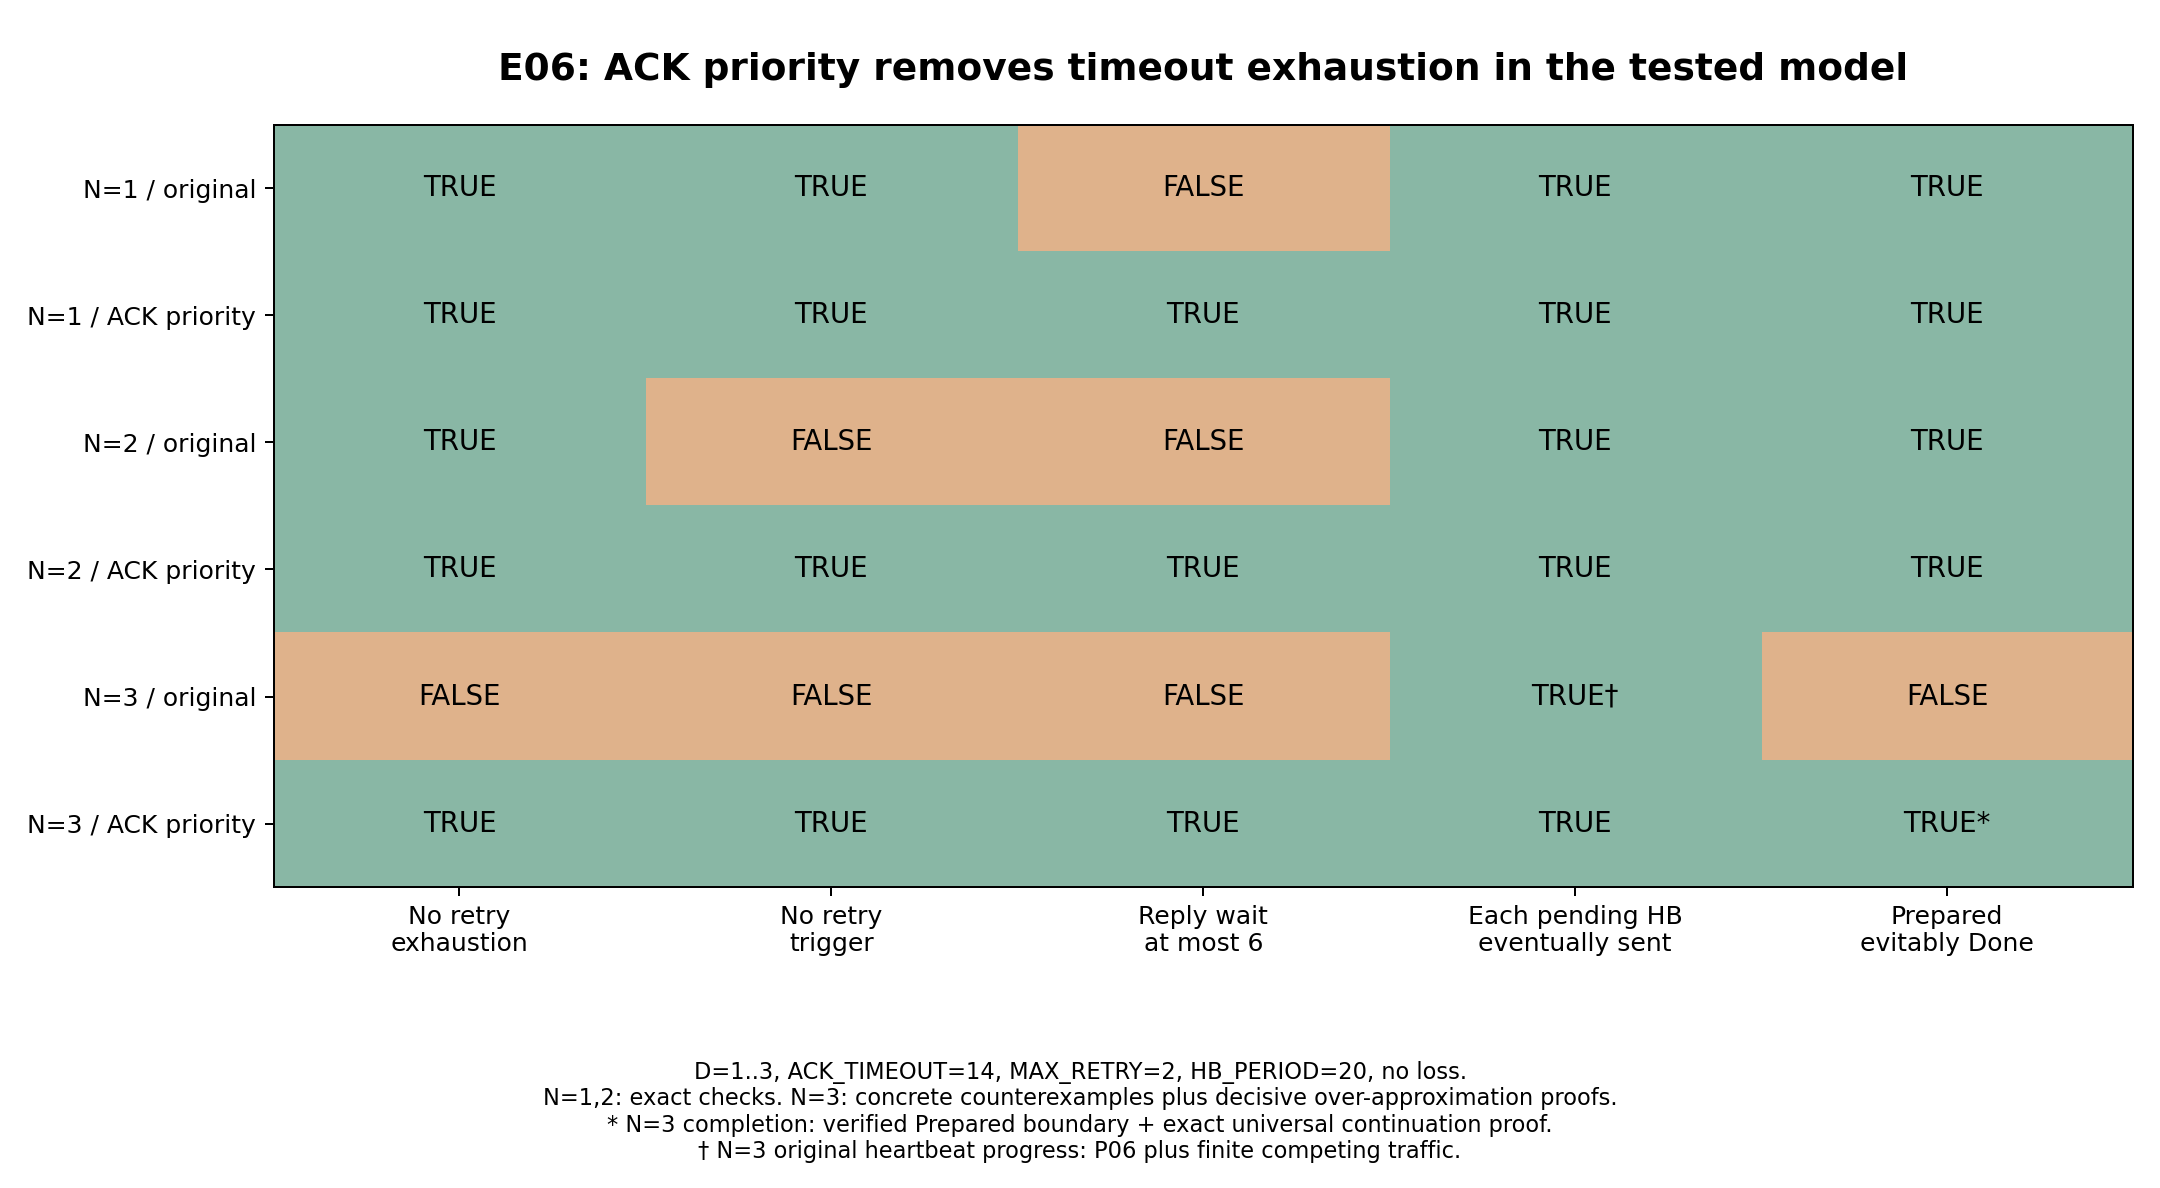 E06: ACK priority removes timeout exhaustion in the tested model
N=1 / original TRUE TRUE FALSE TRUE TRUE
N=1 / ACK priority TRUE TRUE TRUE TRUE TRUE
N=2 / original TRUE FALSE FALSE TRUE TRUE
N=2 / ACK priority TRUE TRUE TRUE TRUE TRUE
N=3 / original FALSE FALSE FALSE TRUE† FALSE
N=3 / ACK priority TRUE TRUE TRUE TRUE TRUE*
No retry
exhaustion
No retry
trigger
Reply wait
at most 6
Each pending HB
eventually sent
Prepared
evitably Done
D=1..3, ACK_TIMEOUT=14, MAX_RETRY=2, HB_PERIOD=20, no loss.
N=1,2: exact checks. N=3: concrete counterexamples plus decisive over-approximation proofs.
* N=3 completion: verified Prepared boundary + exact universal continuation proof.
† N=3 original heartbeat progress: P06 plus finite competing traffic.